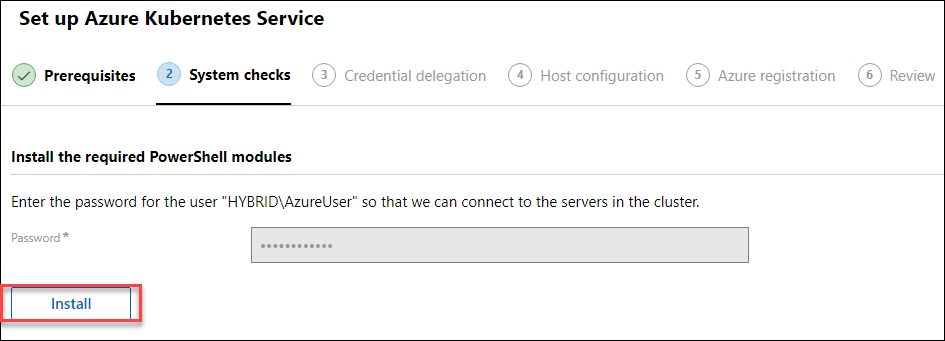 Set up Azure Kubernetes Service
Prerequisites 2 System checks 3 Credential delegation 4 Host configuration 5 Azure registration 6 Review
Install the required PowerShell modules
Enter the password for the user "HYBRID\AzureUser" so that we can connect to the servers in the cluster.
Password * ••••••••••••
Install